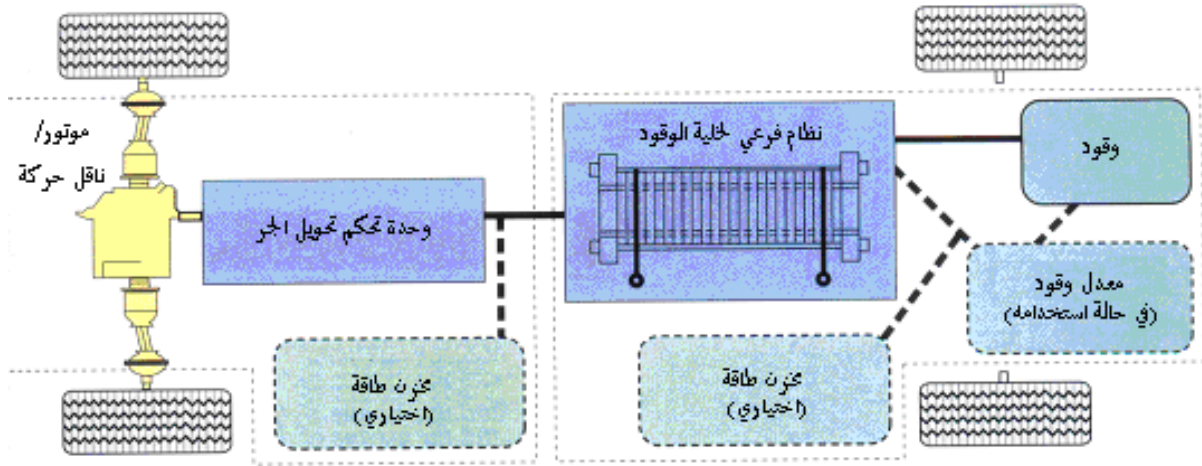 موتور/
ناقل حركة
وحدة تحكم تحويل الجر
نظام فرعي لخلية الوقود
وقود
معدل وقود
(في حالة استخدامه)
مخزن طاقة
(اختياري)
مخزن طاقة
(اختياري)